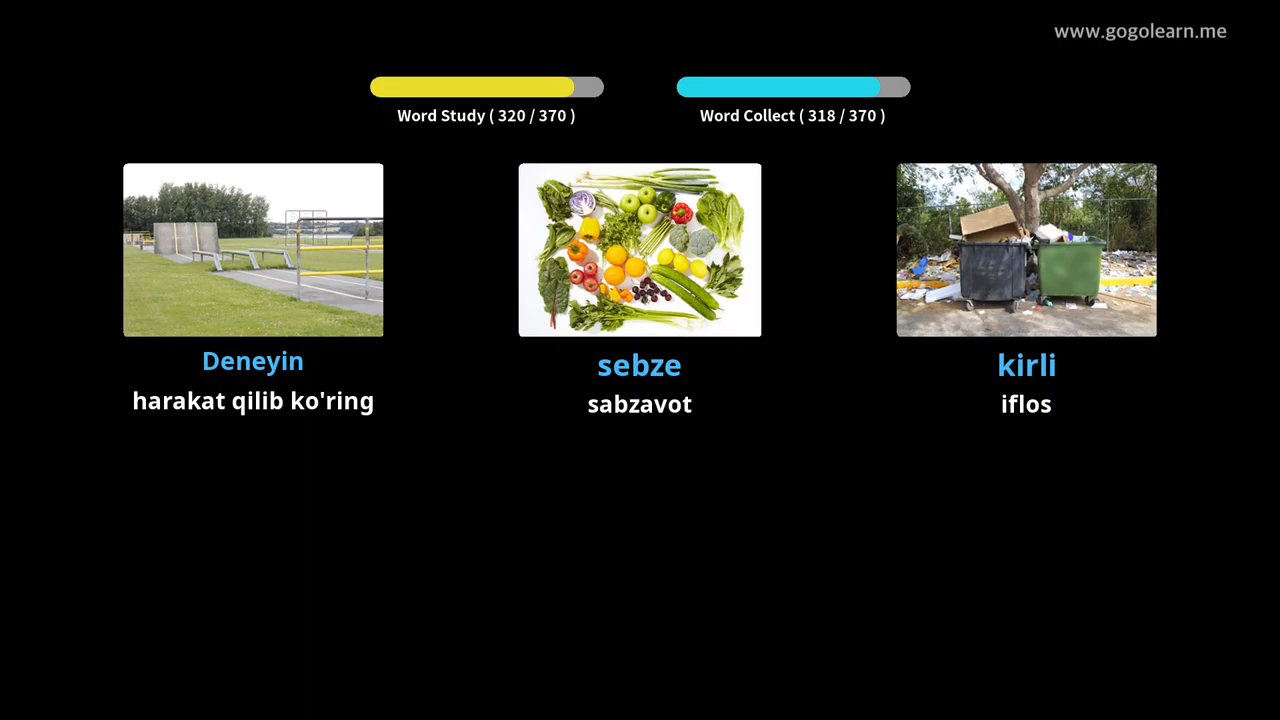 www.gogolearn.me
Word Study ( 320 / 370 )
Word Collect ( 318 / 370 )
Deneyin
harakat qilib ko'ring
sebze
sabzavot
kirli
iflos